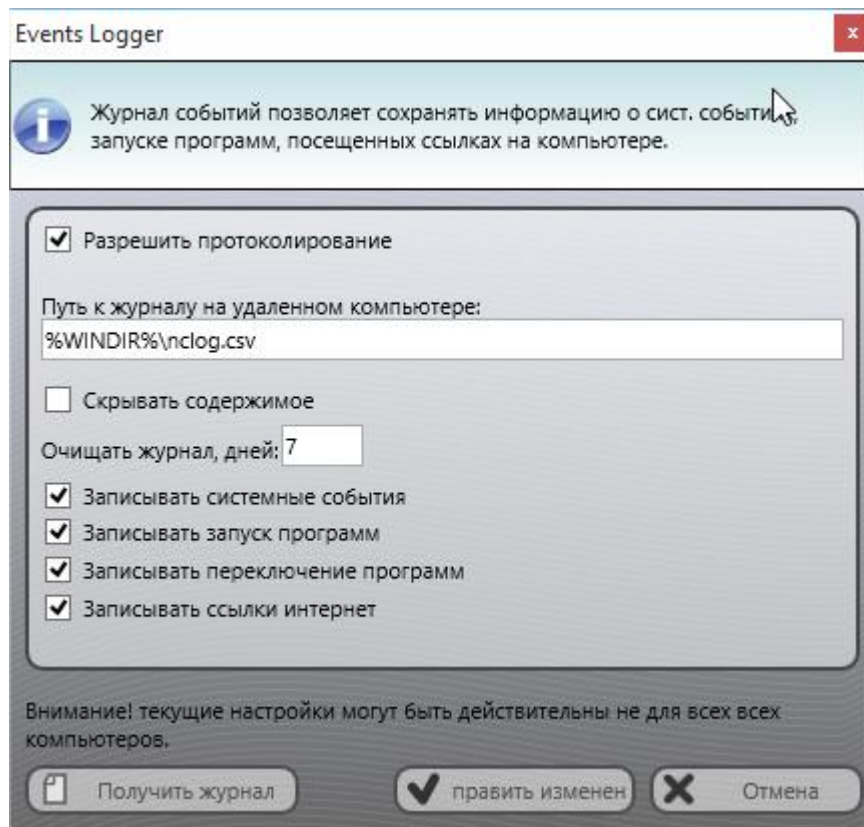 Events Logger
x
i
Журнал событий позволяет сохранять информацию о сист.
запуске программ, посещенных ссылках на компьютере.
Разрешить протоколирование
Путь к журналу на удаленном компьютере:
%WINDIR%\nclog.csv
Скрывать содержимое
Очищать журнал, дней: 7
Записывать системные события
Записывать запуск программ
Записывать переключение программ
Записывать ссылки интернет
Внимание! текущие настройки могут быть действительны не для всех всех
компьютеров.
Получить журнал
править изменен
Отмена